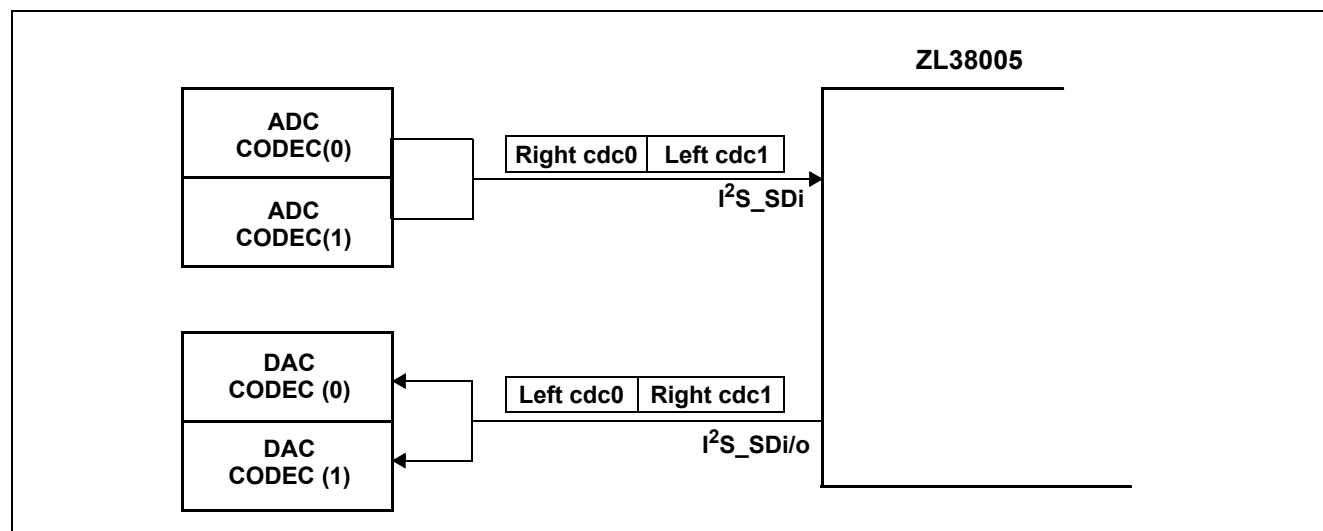 ZL38005
ADC
CODEC(0)
ADC
CODEC(1)
Right cdc0 Left cdc1
I²S_SDi
DAC
CODEC (0)
DAC
CODEC (1)
Left cdc0 Right cdc1
I²S_SDi/o